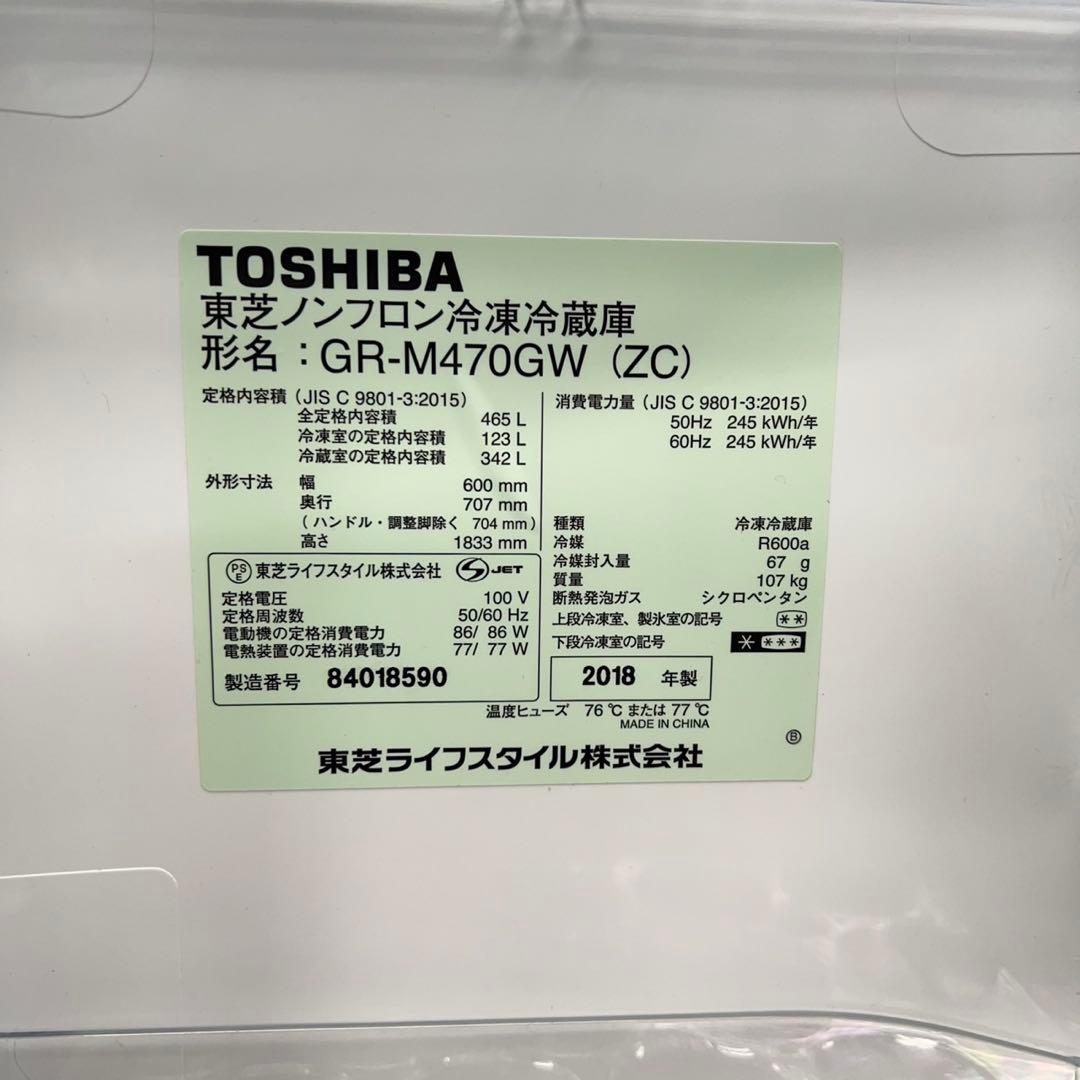 TOSHIBA
東芝ノンフロン冷凍冷蔵庫
形名：GR-M470GW（ZC）
定格内容積（JIS C 9801-3:2015）
全定格内容積 465 L
冷凍室の定格内容積 123 L
冷蔵室の定格内容積 342 L
外形寸法 幅 600 mm
奥行 707 mm
（ハンドル・調整脚除く 704 mm）
高さ 1833 mm
消費電力量（JIS C 9801-3:2015）
50Hz 245 kWh/年
60Hz 245 kWh/年
種類 冷凍冷蔵庫
冷媒 R600a
冷媒封入量 67 g
質量 107 kg
断熱発泡ガス シクロペンタン
上段冷凍室、製氷室の記号 **
下段冷凍室の記号 * ***
PSE 東芝ライフスタイル株式会社 S JET
定格電圧 100 V
定格周波数 50/60 Hz
電動機の定格消費電力 86/ 86 W
電熱装置の定格消費電力 77/ 77 W
製造番号 84018590
2018 年製
温度ヒューズ 76 ℃ または 77 ℃
MADE IN CHINA
Ⓑ
東芝ライフスタイル株式会社